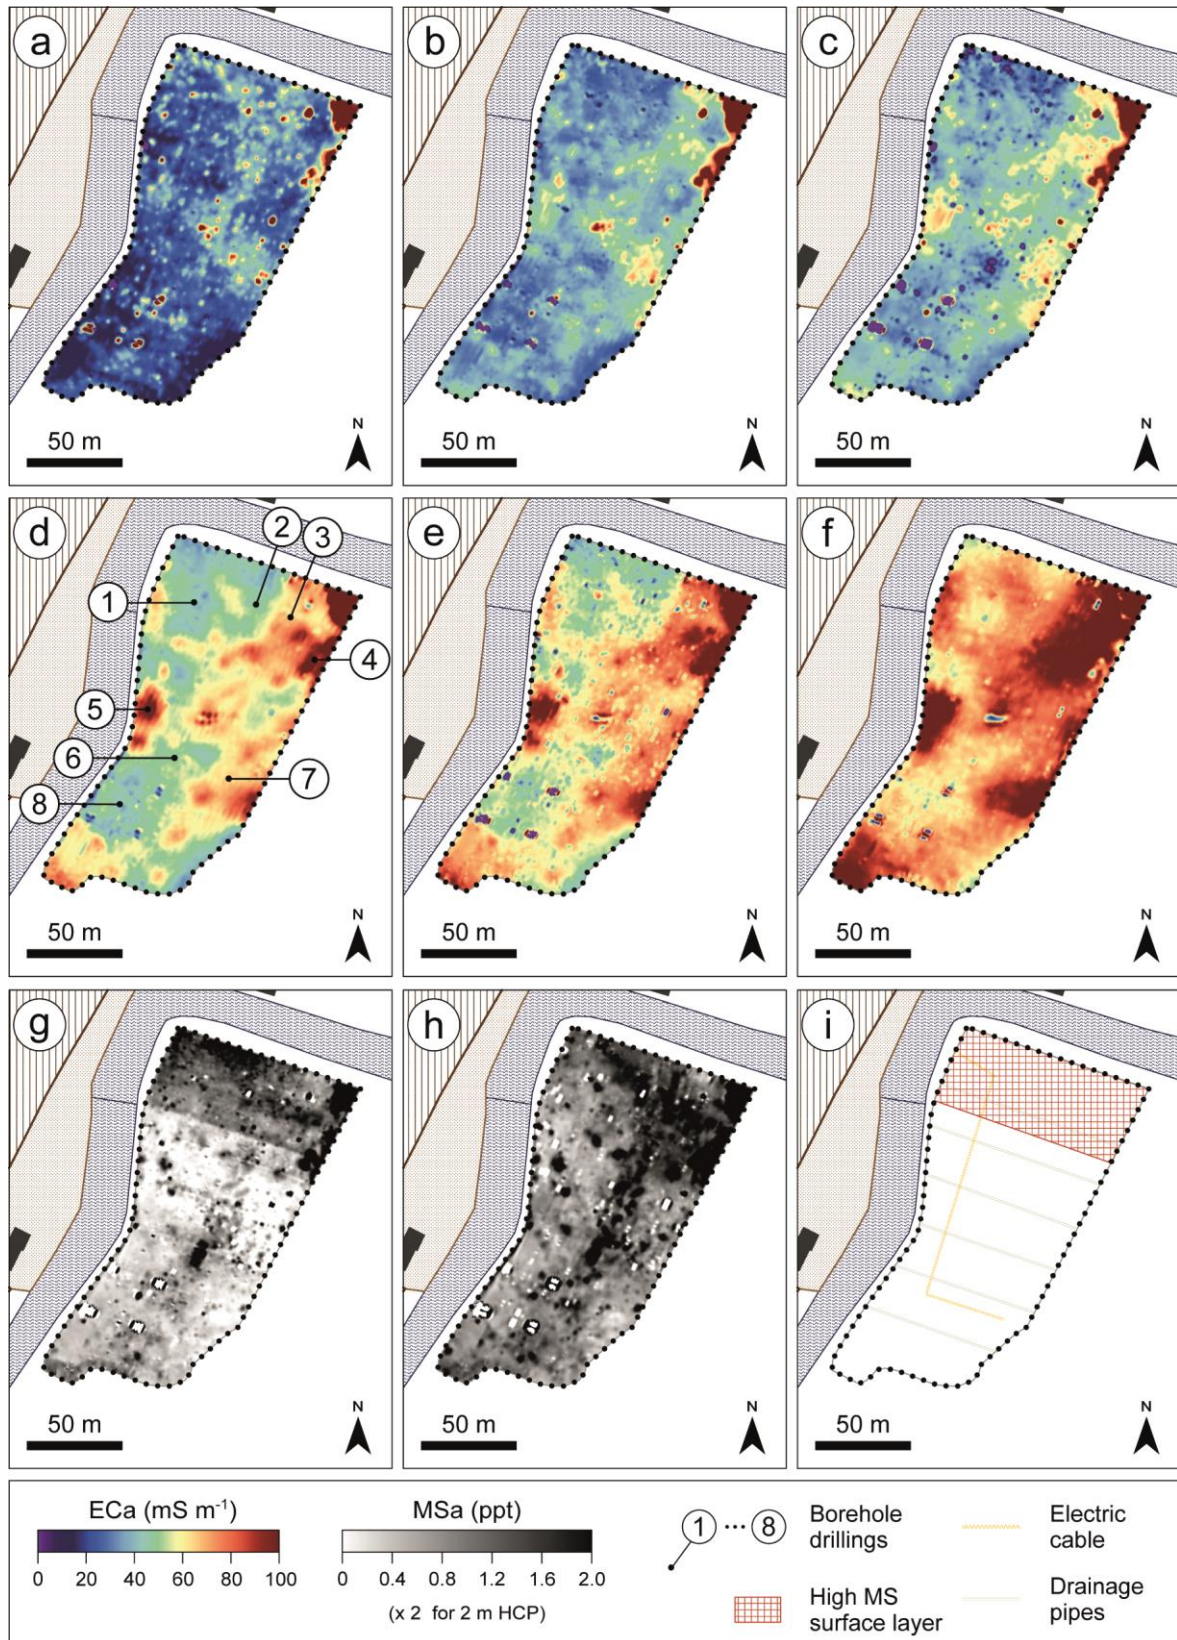 a
b
c
N
50 m
N
50 m
N
50 m
d
e
f
2
3
1
4
5
6
7
8
N
50 m
N
50 m
N
50 m
g
h
i
N
50 m
N
50 m
N
50 m
ECa (mS m⁻¹)
0 20 40 60 80 100
MSa (ppt)
0 0.4 0.8 1.2 1.6 2.0
(x 2 for 2 m HCP)
1 ··· 8
Borehole
drillings
Electric
cable
High MS
surface layer
Drainage
pipes